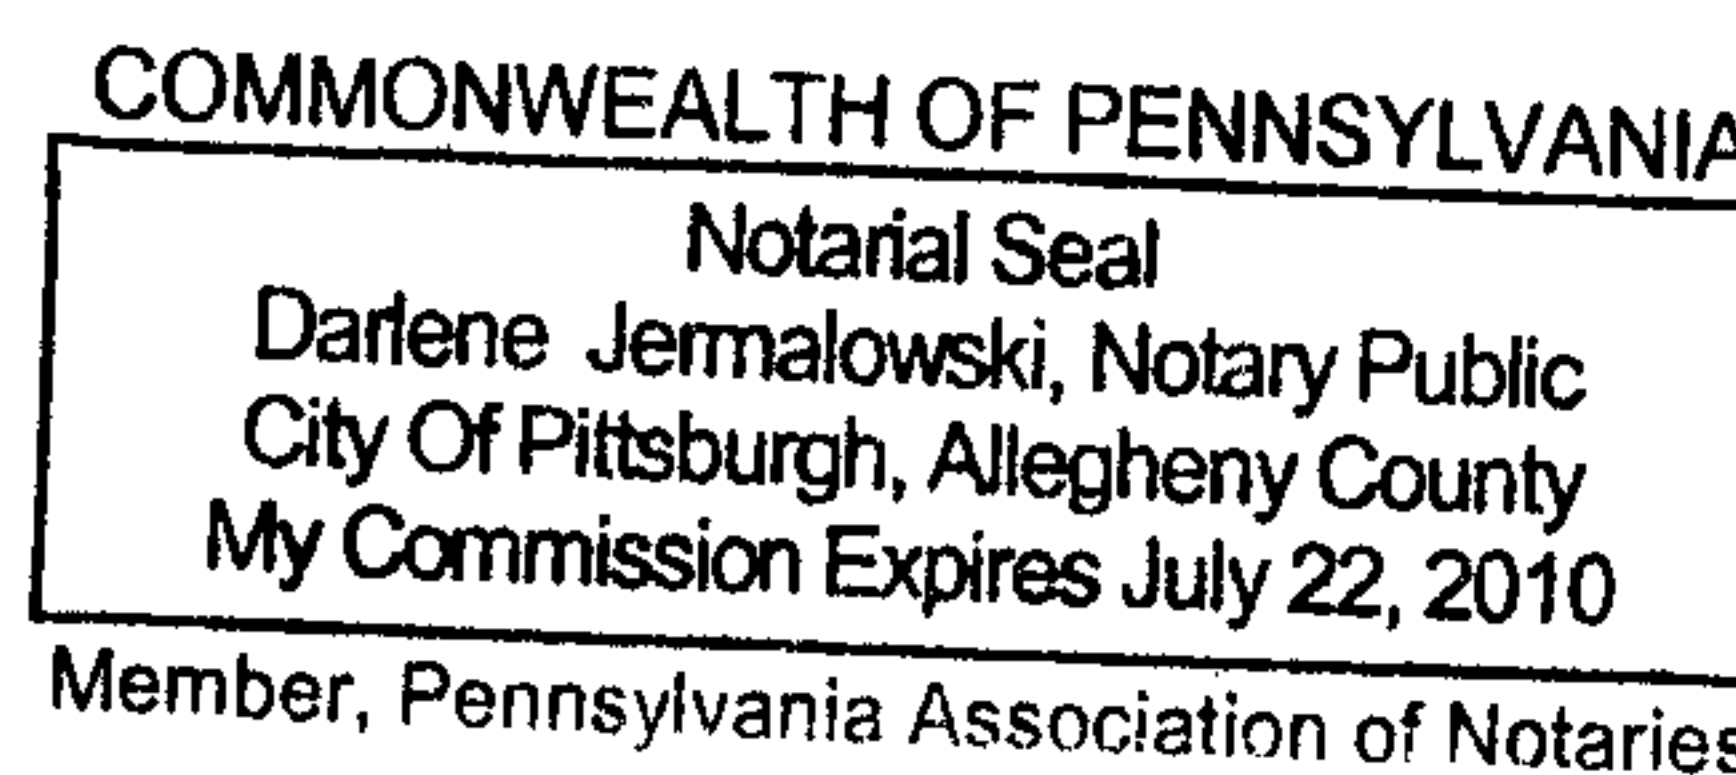 COMMONWEALTH OF PENNSYLVANIA
Notarial Seal
Darlene Jermalowski, Notary Public
City Of Pittsburgh, Allegheny County
My Commission Expires July 22, 2010
Member, Pennsylvania Association of Notaries